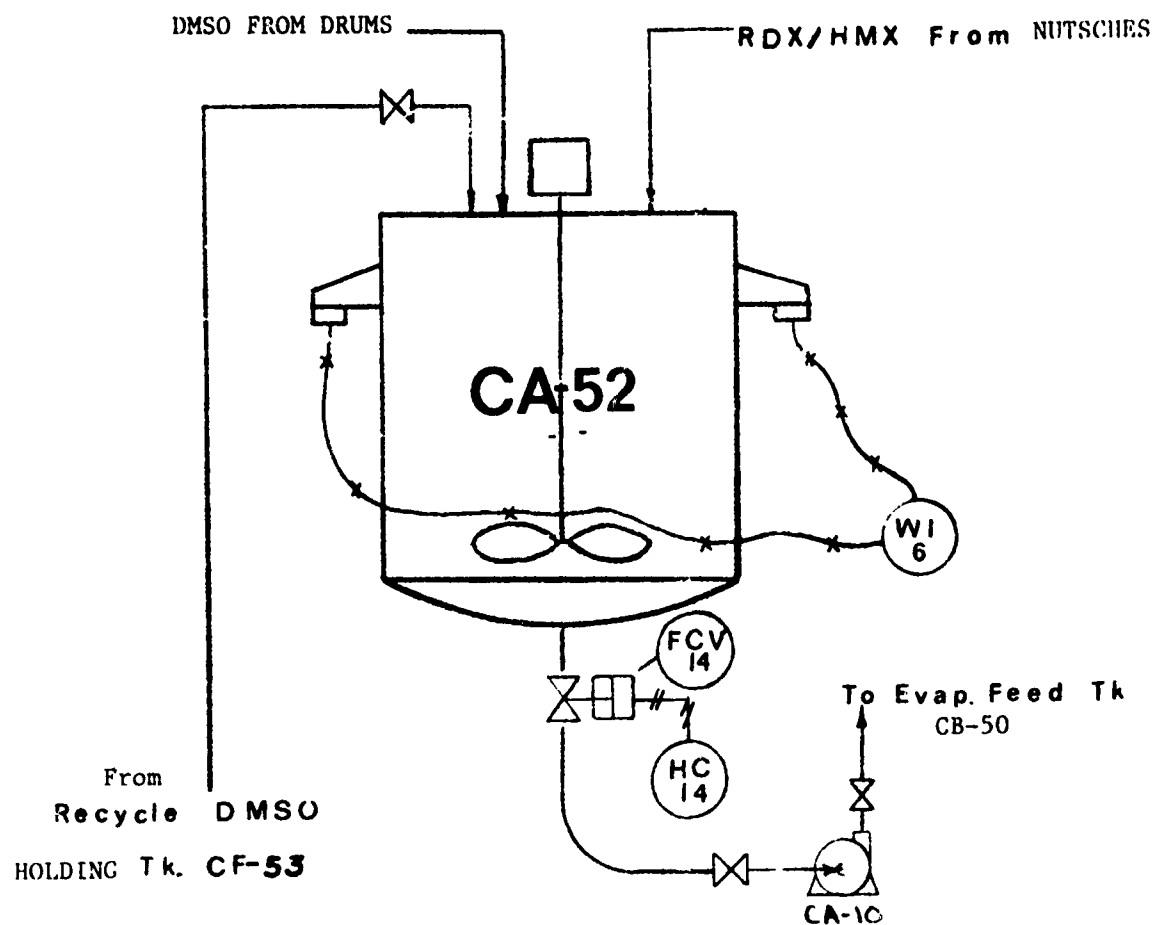 DMSO FROM DRUMS
RDX/HMX From NUTSCHES
CA-52
WI
6
FCV
14
To Evap. Feed Tk
CB-50
HC
14
From
Recycle DMSO
HOLDING Tk. CF-53
CA-10